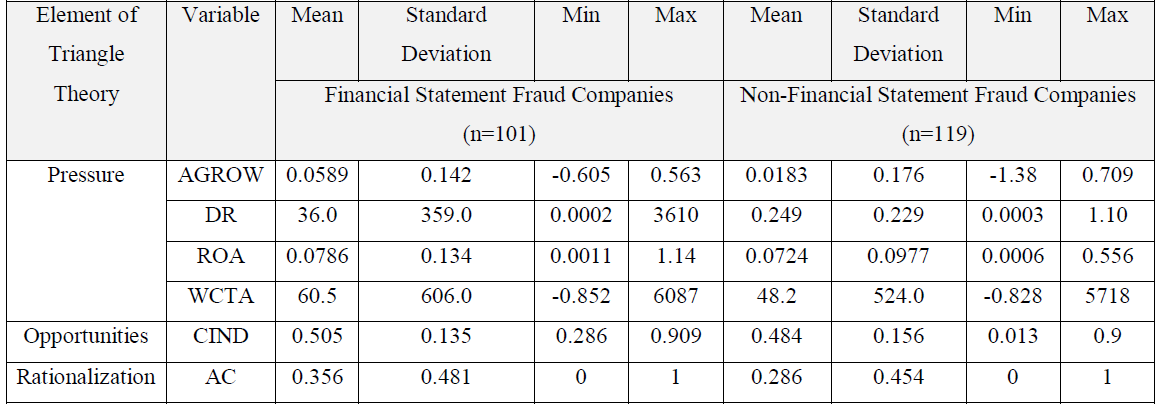 Element of Triangle Theory Variable Mean Standard Deviation Min Max Mean Standard Deviation Min Max
Financial Statement Fraud Companies (n=101) Non-Financial Statement Fraud Companies (n=119)
Pressure AGROW 0.0589 0.142 -0.605 0.563 0.0183 0.176 -1.38 0.709
DR 36.0 359.0 0.0002 3610 0.249 0.229 0.0003 1.10
ROA 0.0786 0.134 0.0011 1.14 0.0724 0.0977 0.0006 0.556
WCTA 60.5 606.0 -0.852 6087 48.2 524.0 -0.828 5718
Opportunities CIND 0.505 0.135 0.286 0.909 0.484 0.156 0.013 0.9
Rationalization AC 0.356 0.481 0 1 0.286 0.454 0 1